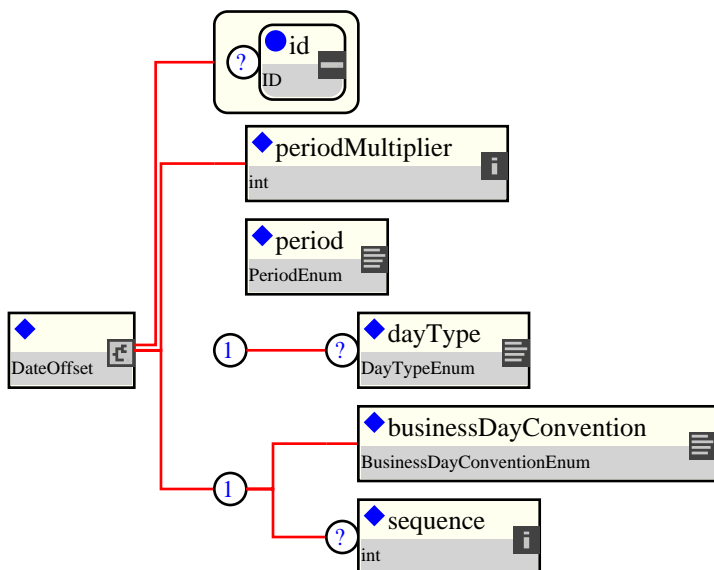 ?
id
ID
periodMultiplier
i
int
period
PeriodEnum
DateOffset
1
?
dayType
DayTypeEnum
businessDayConvention
BusinessDayConventionEnum
1
?
sequence
i
int